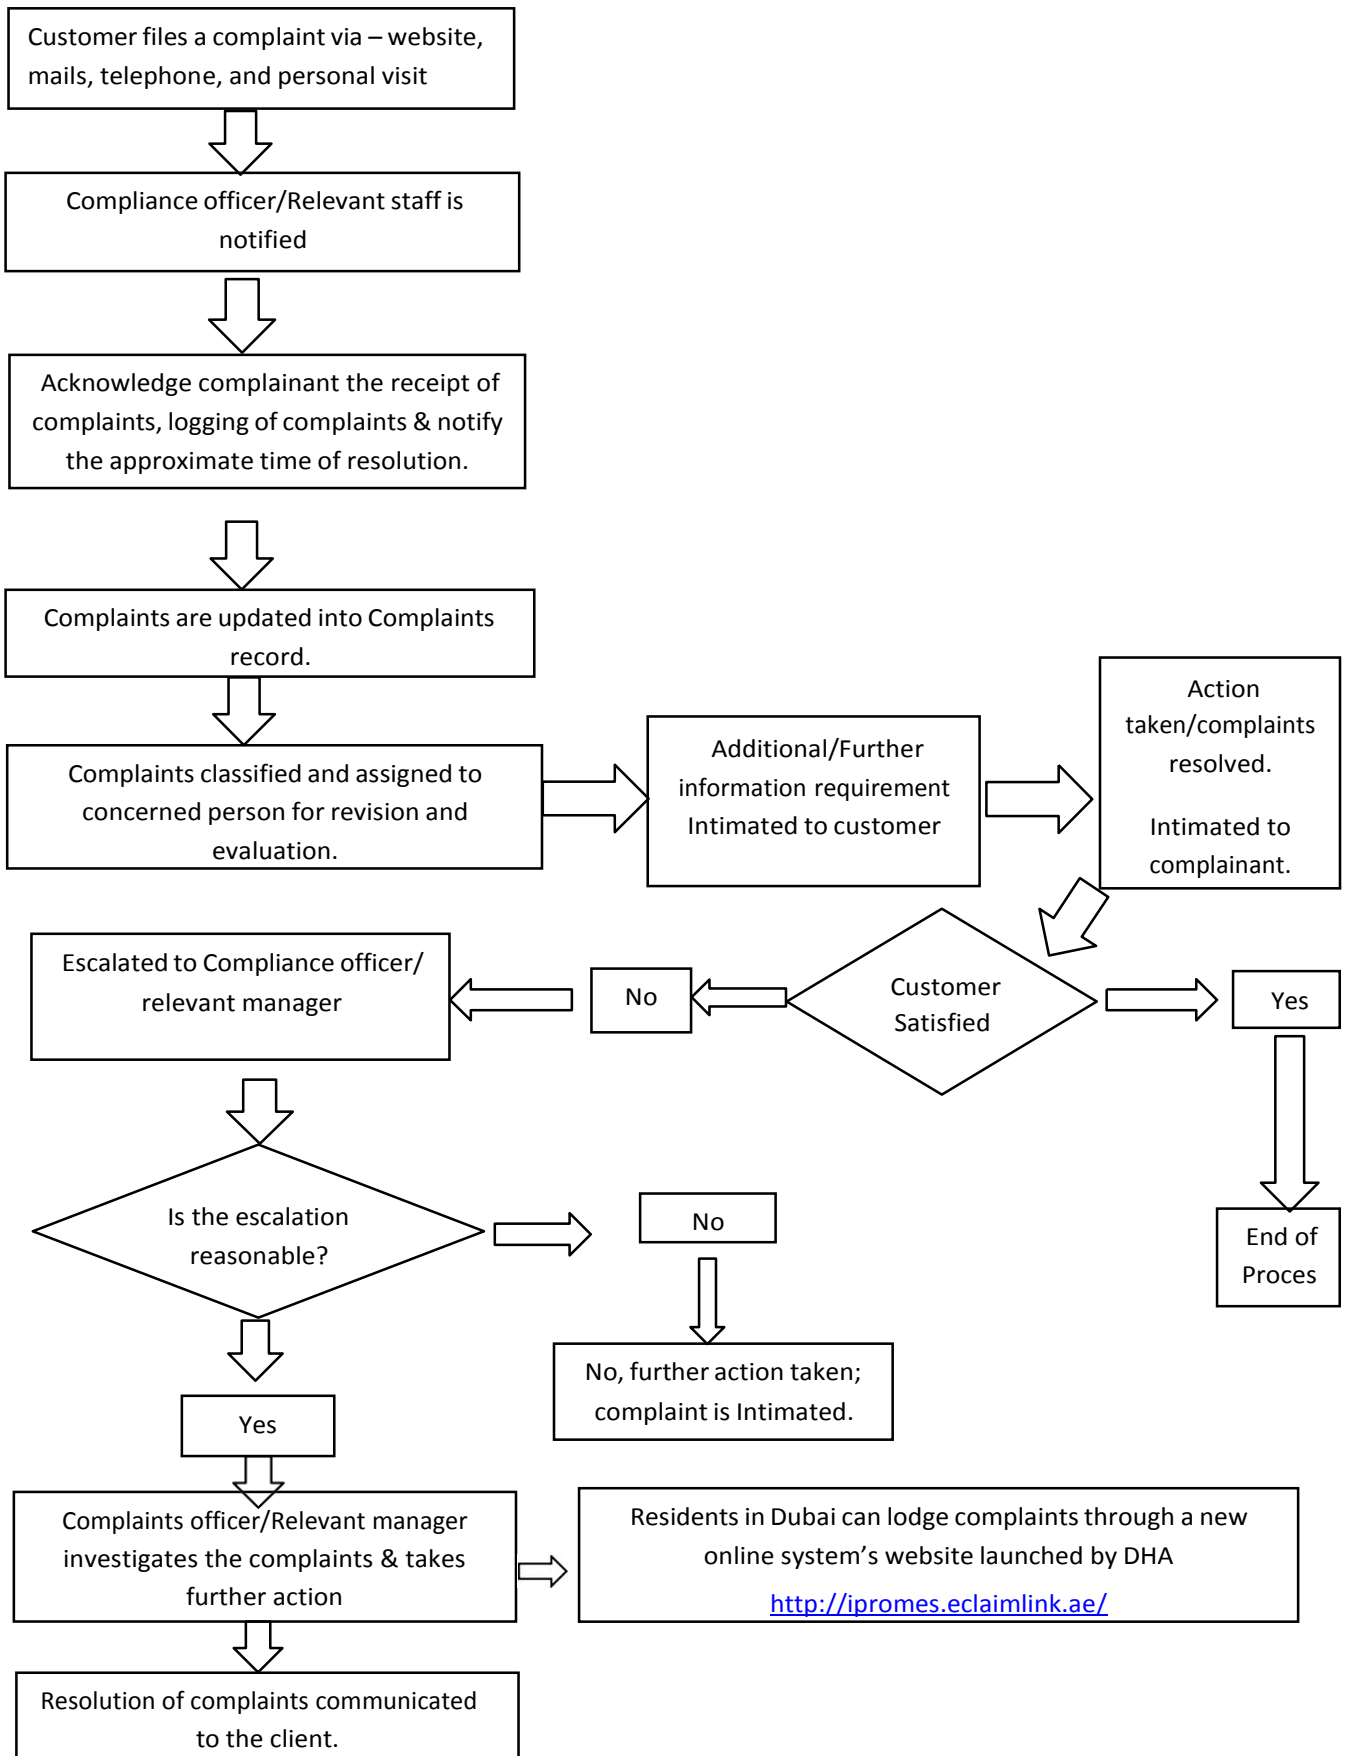 Customer files a complaint via – website,
mails, telephone, and personal visit
Compliance officer/Relevant staff is
notified
Acknowledge complainant the receipt of
complaints, logging of complaints & notify
the approximate time of resolution.
Complaints are updated into Complaints
record.
Complaints classified and assigned to
concerned person for revision and
evaluation.
Additional/Further
information requirement
Intimated to customer
Action
taken/complaints
resolved.
Intimated to
complainant.
Customer
Satisfied
Yes
End of
Proces
No
Escalated to Compliance officer/
relevant manager
Is the escalation
reasonable?
No
No, further action taken;
complaint is Intimated.
Yes
Complaints officer/Relevant manager
investigates the complaints & takes
further action
Residents in Dubai can lodge complaints through a new
online system’s website launched by DHA
http://ipromes.eclaimlink.ae/
Resolution of complaints communicated
to the client.